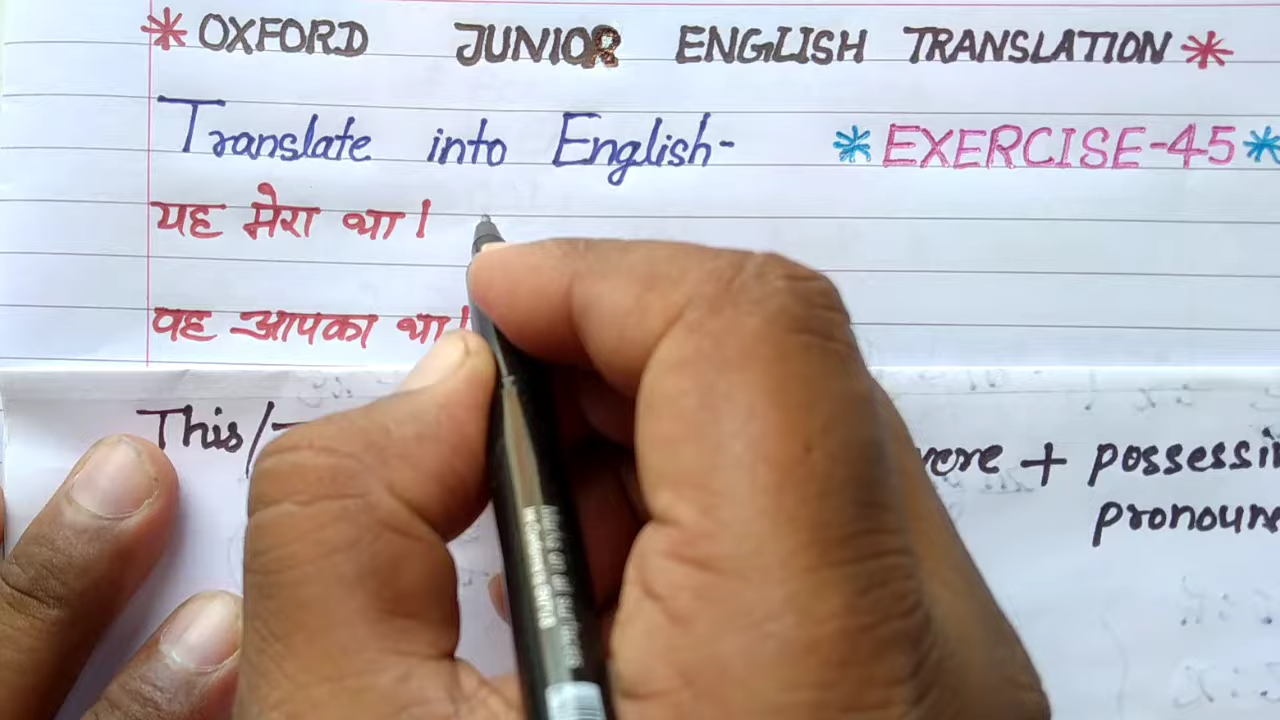 * OXFORD JUNIOR ENGLISH TRANSLATION *
Translate into English- * EXERCISE-45 *
यह मेरा था।
वह आपका था।
This/
+ possessi
pronoun